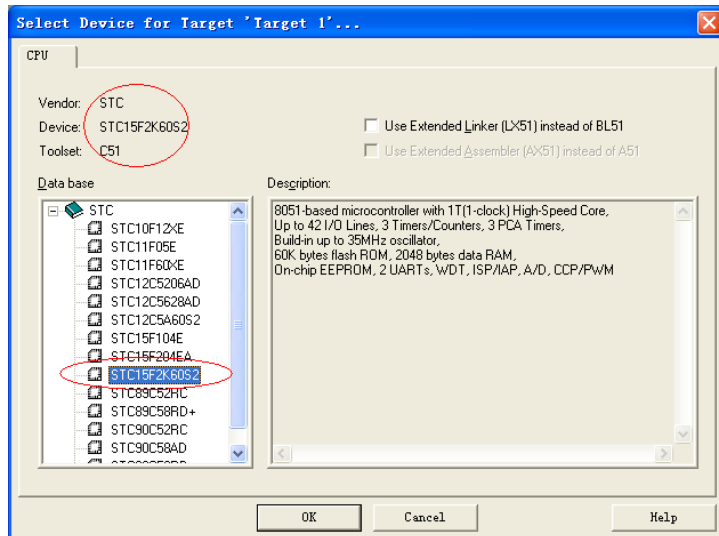 Select Device for Target 'Target 1'...
CPU
Vendor: STC
Device: STC15F2K60S2
Toolset: C51
Use Extended Linker (LX51) instead of BL51
Use Extended Assembler (AX51) instead of A51
Data base
Description:
STC
STC10F12XE
STC11F05E
STC11F60XE
STC12C5206AD
STC12C5628AD
STC12C5A60S2
STC15F104E
STC15F204EA
STC15F2K60S2
STC89C52RC
STC89C58RD+
STC90C52RC
STC90C58AD
8051-based microcontroller with 1T(1-clock) High-Speed Core,
Up to 42 I/O Lines, 3 Timers/Counters, 3 PCA Timers,
Build-in up to 35MHz oscillator,
60K bytes flash ROM, 2048 bytes data RAM,
On-chip EEPROM, 2 UARTs, WDT, ISP/IAP, A/D, CCP/PWM
OK
Cancel
Help